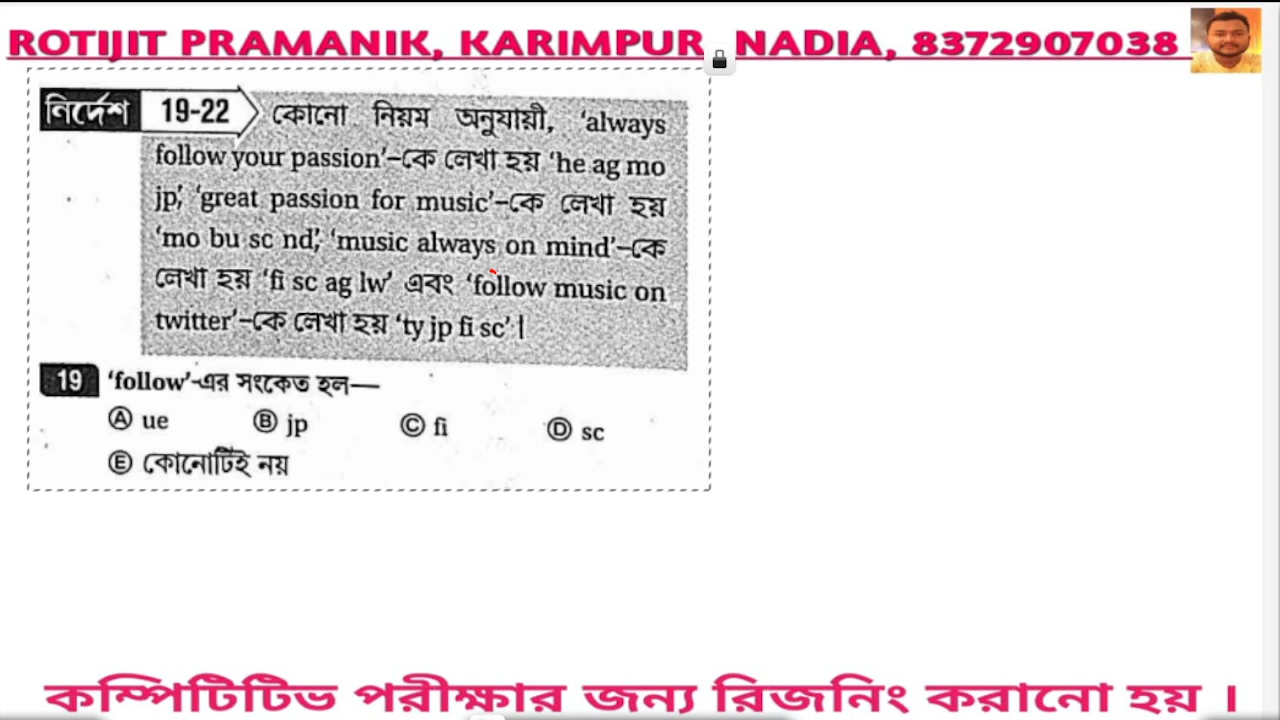 ROTIJIT PRAMANIK, KARIMPUR, NADIA, 8372907038
নির্দেশ 19-22 কোনো নিয়ম অনুযায়ী, ‘always
follow your passion’-কে লেখা হয় ‘he ag mo
jp’, ‘great passion for music’-কে লেখা হয়
‘mo bu sc nd’, ‘music always on mind’-কে
লেখা হয় ‘fi sc ag lw’ এবং ‘follow music on
twitter’-কে লেখা হয় ‘ty jp fi sc’ |
19 ‘follow’-এর সংকেত হল—
Ⓐ ue Ⓑ jp Ⓒ fi Ⓓ sc
Ⓔ কোনোটিই নয়
কম্পিটিটিভ পরীক্ষার জন্য রিজনিং করানো হয় ।